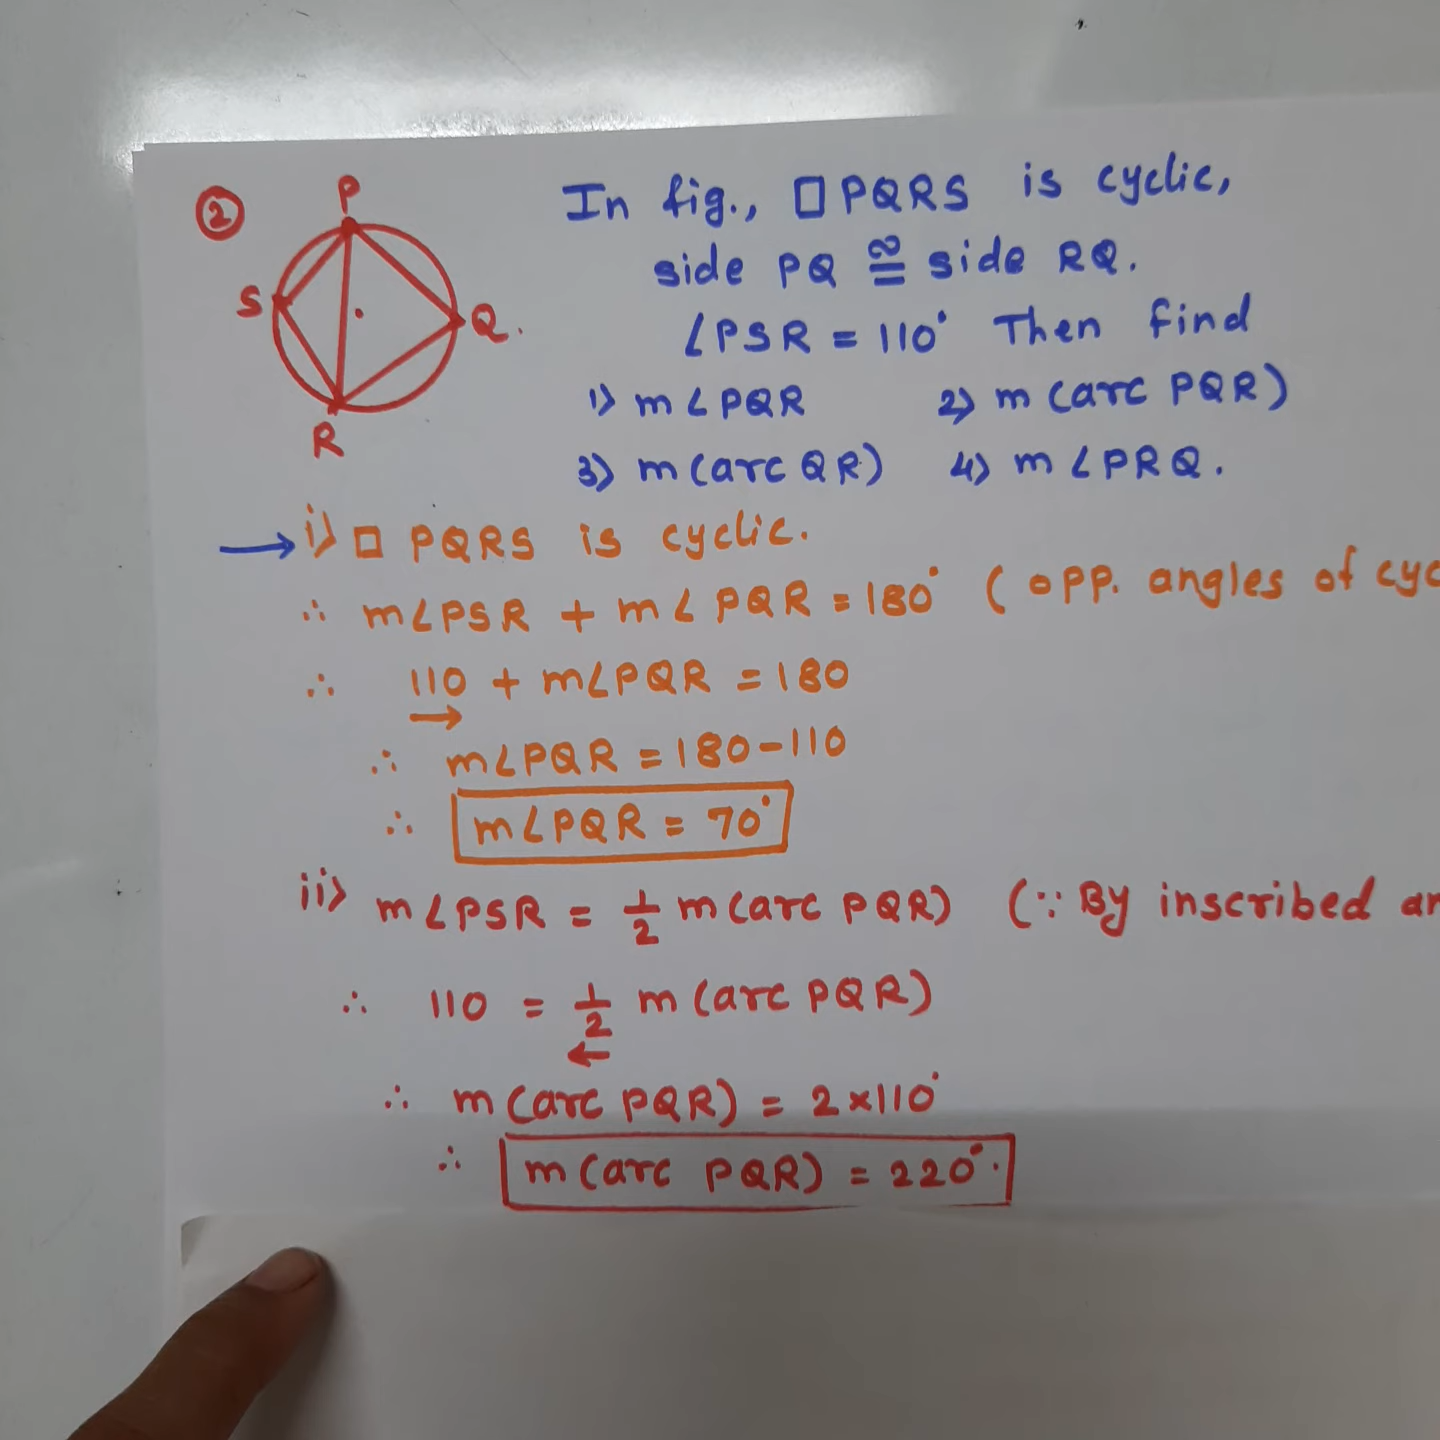 ② P
S
Q.
R
In fig., □PQRS is cyclic,
side PQ ≅ side RQ.
∠PSR = 110° Then find
1) m∠PQR 2) m(arc PQR)
3) m(arc QR) 4) m∠PRQ.
→ i) □ PQRS is cyclic.
∴ m∠PSR + m∠PQR = 180° (opp. angles of
∴ 110 + m∠PQR = 180
∴ m∠PQR = 180-110
∴ m∠PQR = 70°
ii) m∠PSR = 1/2 m(arc PQR) (∵ By inscribed
∴ 110 = 1/2 m(arc PQR)
∴ m(arc PQR) = 2×110°
∴ m(arc PQR) = 220°.